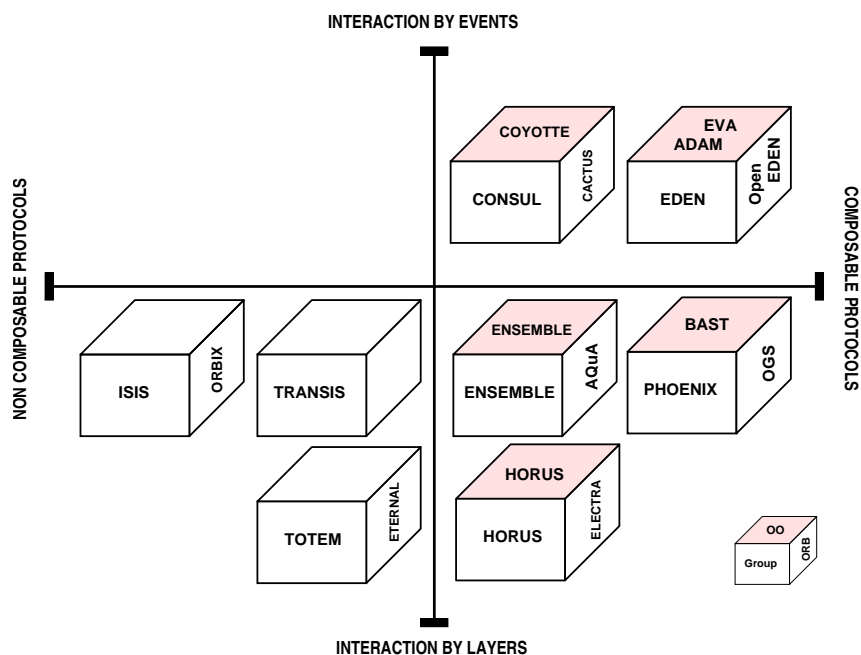 INTERACTION BY EVENTS
COYOTTE
CONSUL
CACTUS
EVA
ADAM
EDEN
Open
EDEN
NON COMPOSABLE PROTOCOLS
COMPOSABLE PROTOCOLS
ISIS
ORBIX
TRANSIS
ENSEMBLE
ENSEMBLE
AQuA
BAST
PHOENIX
OGS
TOTEM
ETERNAL
HORUS
HORUS
ELECTRA
OO
Group
ORB
INTERACTION BY LAYERS